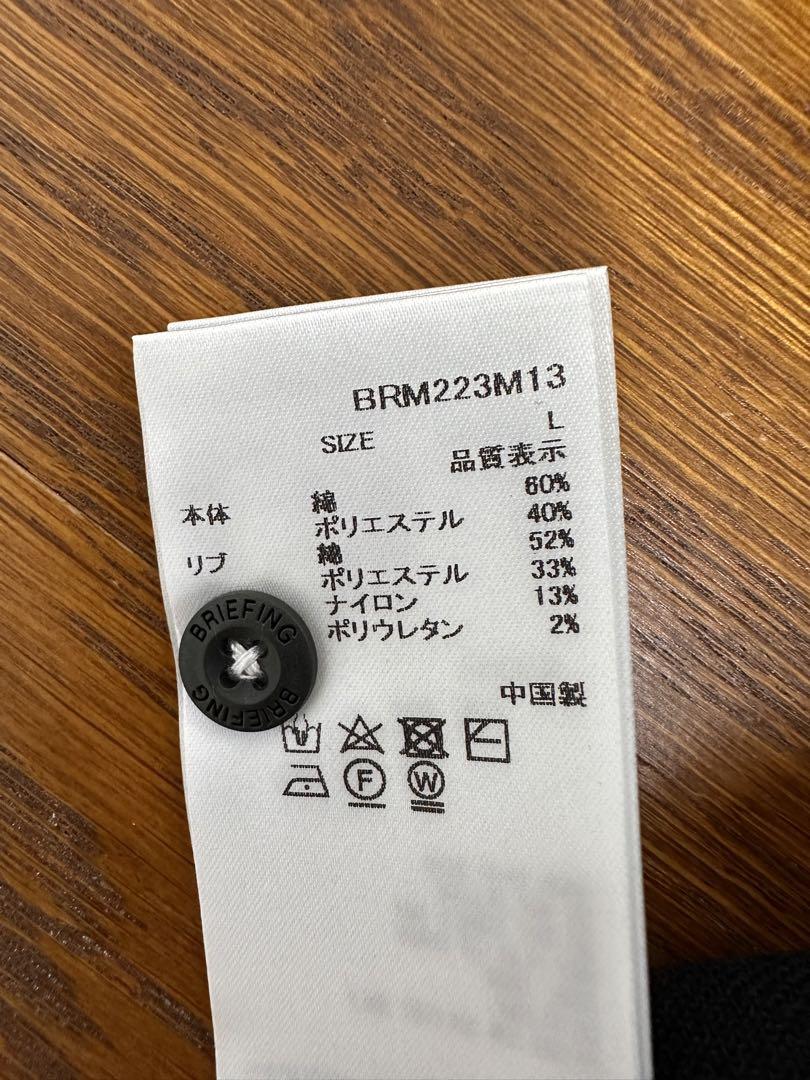 BRM223M13
SIZE L
品質表示
本体 綿 60%
ポリエステル 40%
リブ 綿 52%
ポリエステル 33%
ナイロン 13%
ポリウレタン 2%
BRIEFING
BRIEFING
中国製
F W